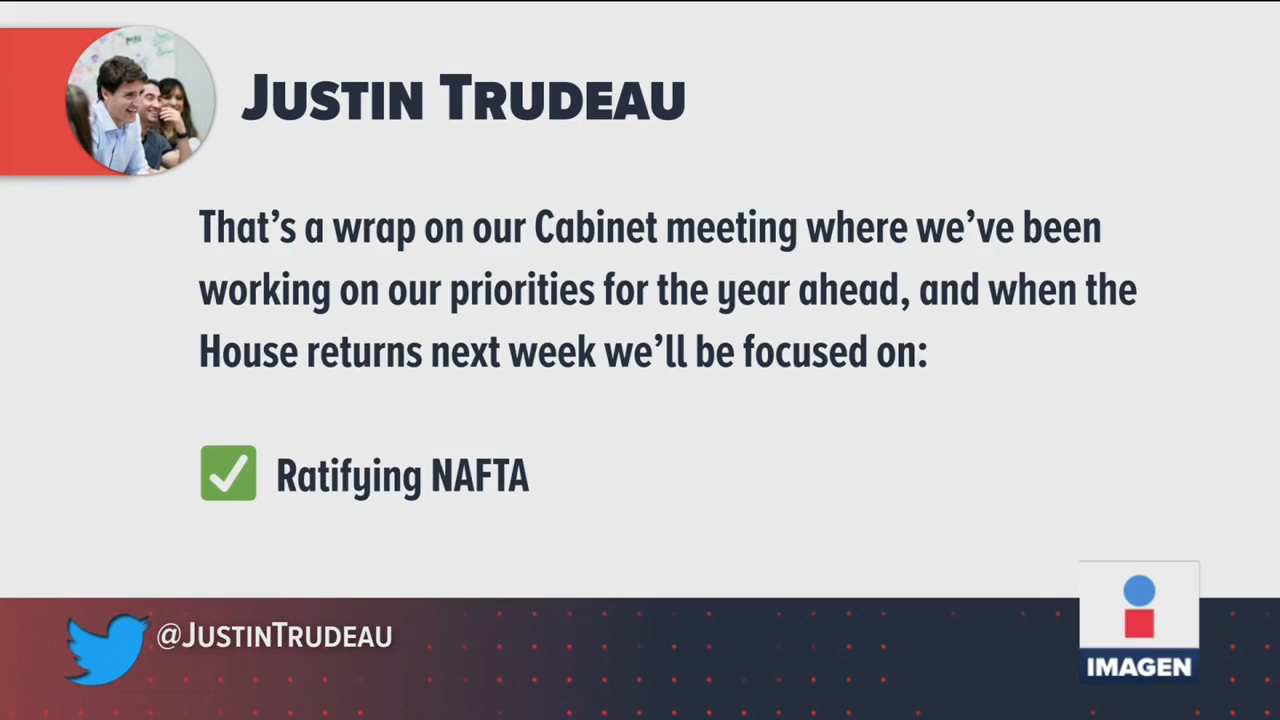 JUSTIN TRUDEAU
That’s a wrap on our Cabinet meeting where we’ve been
working on our priorities for the year ahead, and when the
House returns next week we’ll be focused on:
✅ Ratifying NAFTA
@JUSTINTRUDEAU
IMAGEN